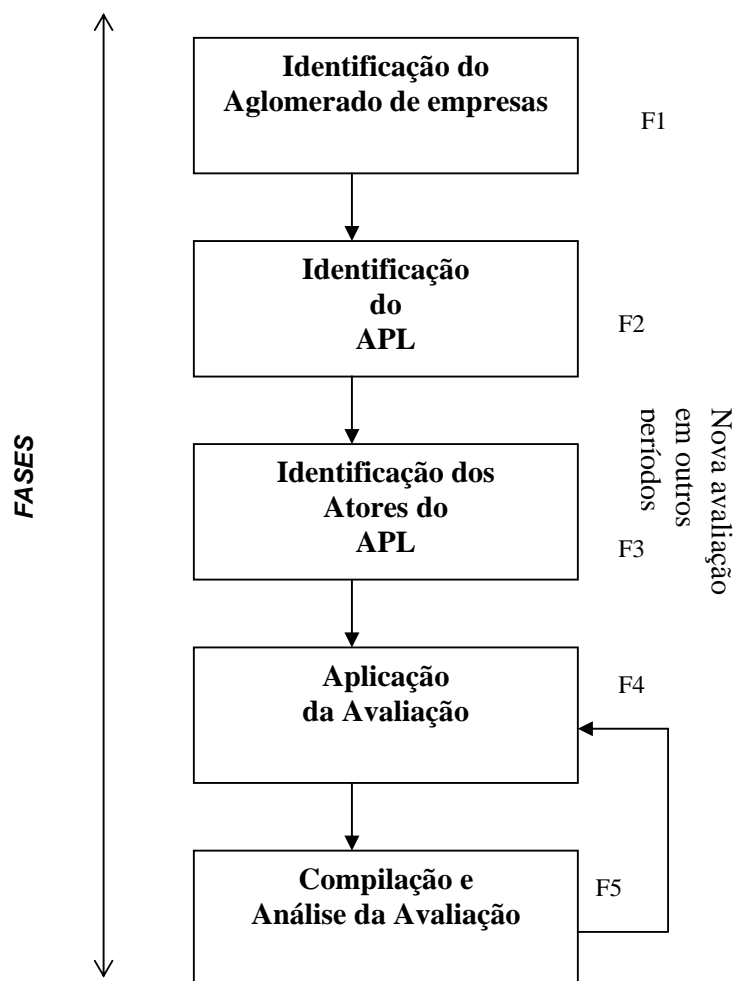 Identificação do
Aglomerado de empresas
F1
Identificação
do
APL
F2
FASES
Identificação dos
Atores do
APL
F3
Nova avaliação
em outros
períodos
Aplicação
da Avaliação
F4
Compilação e
Análise da Avaliação
F5